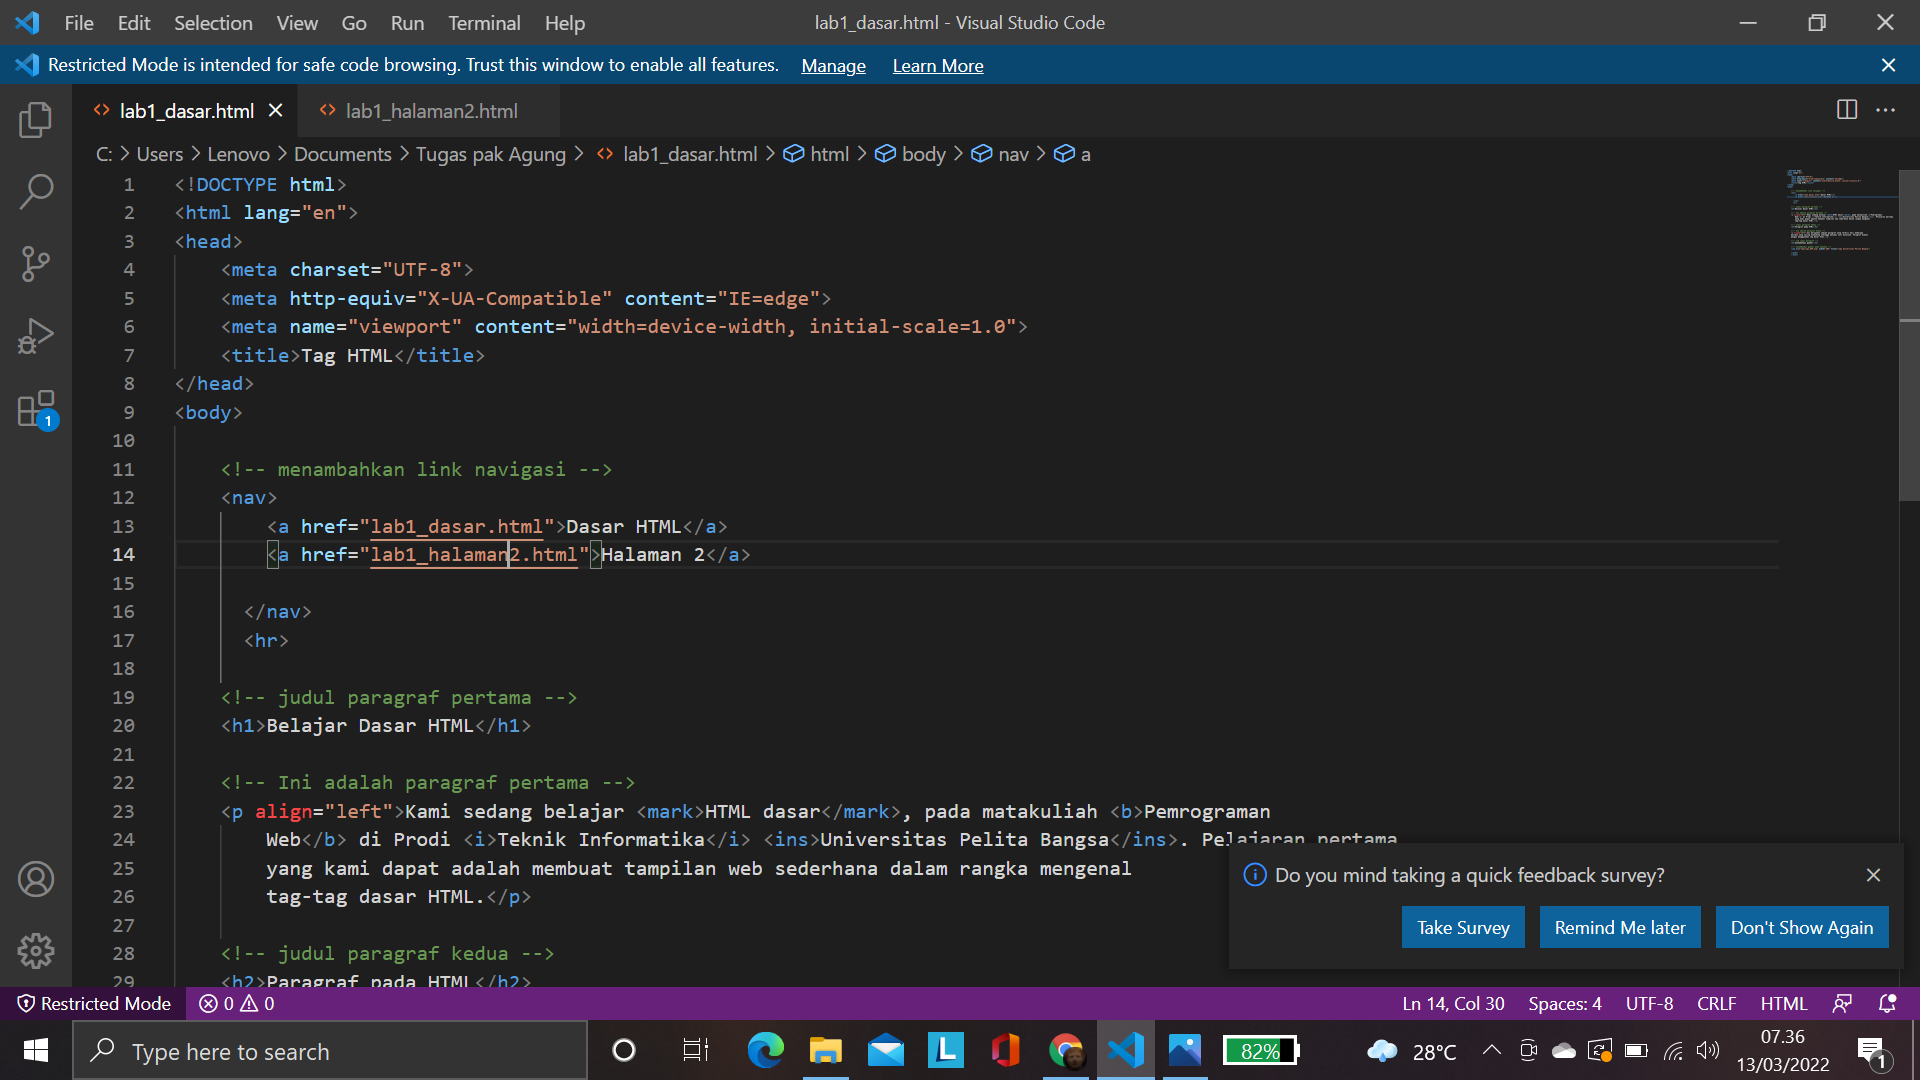 File Edit Selection View Go Run Terminal Help lab1_dasar.html - Visual Studio Code
Restricted Mode is intended for safe code browsing. Trust this window to enable all features. Manage Learn More
lab1_dasar.html lab1_halaman2.html
C: > Users > Lenovo > Documents > Tugas pak Agung > lab1_dasar.html > html > body > nav > a
1 <!DOCTYPE html>
2 <html lang="en">
3 <head>
4 <meta charset="UTF-8">
5 <meta http-equiv="X-UA-Compatible" content="IE=edge">
6 <meta name="viewport" content="width=device-width, initial-scale=1.0">
7 <title>Tag HTML</title>
8 </head>
9 <body>
10
11 <!-- menambahkan link navigasi -->
12 <nav>
13 <a href="lab1_dasar.html">Dasar HTML</a>
14 <a href="lab1_halaman2.html">Halaman 2</a>
15
16 </nav>
17 <hr>
18
19 <!-- judul paragraf pertama -->
20 <h1>Belajar Dasar HTML</h1>
21
22 <!-- Ini adalah paragraf pertama -->
23 <p align="left">Kami sedang belajar <mark>HTML dasar</mark>, pada matakuliah <b>Pemrograman
24 Web</b> di Prodi <i>Teknik Informatika</i> <ins>Universitas Pelita Bangsa</ins>. Pelajaran pertama
25 yang kami dapat adalah membuat tampilan web sederhana dalam rangka mengenal
26 tag-tag dasar HTML.</p>
27
28 <!-- judul paragraf kedua -->
29 <h2>Paragraf pada HTML</h2>
Do you mind taking a quick feedback survey?
Take Survey Remind Me later Don't Show Again
1
Restricted Mode 0 0 Ln 14, Col 30 Spaces: 4 UTF-8 CRLF HTML
Type here to search L 82% 28°C 07.36
13/03/2022 1